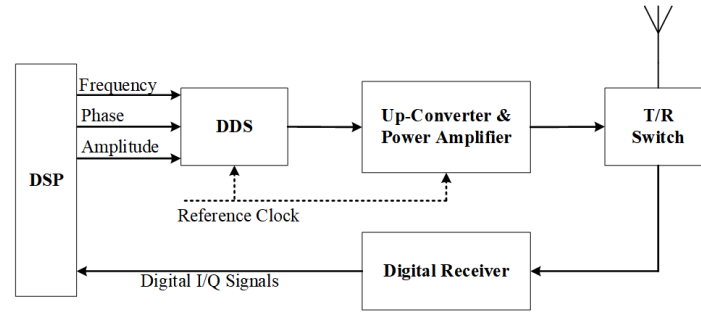 Frequency
Phase
Amplitude
DSP
DDS
Up-Converter &
Power Amplifier
T/R
Switch
Reference Clock
Digital I/Q Signals
Digital Receiver